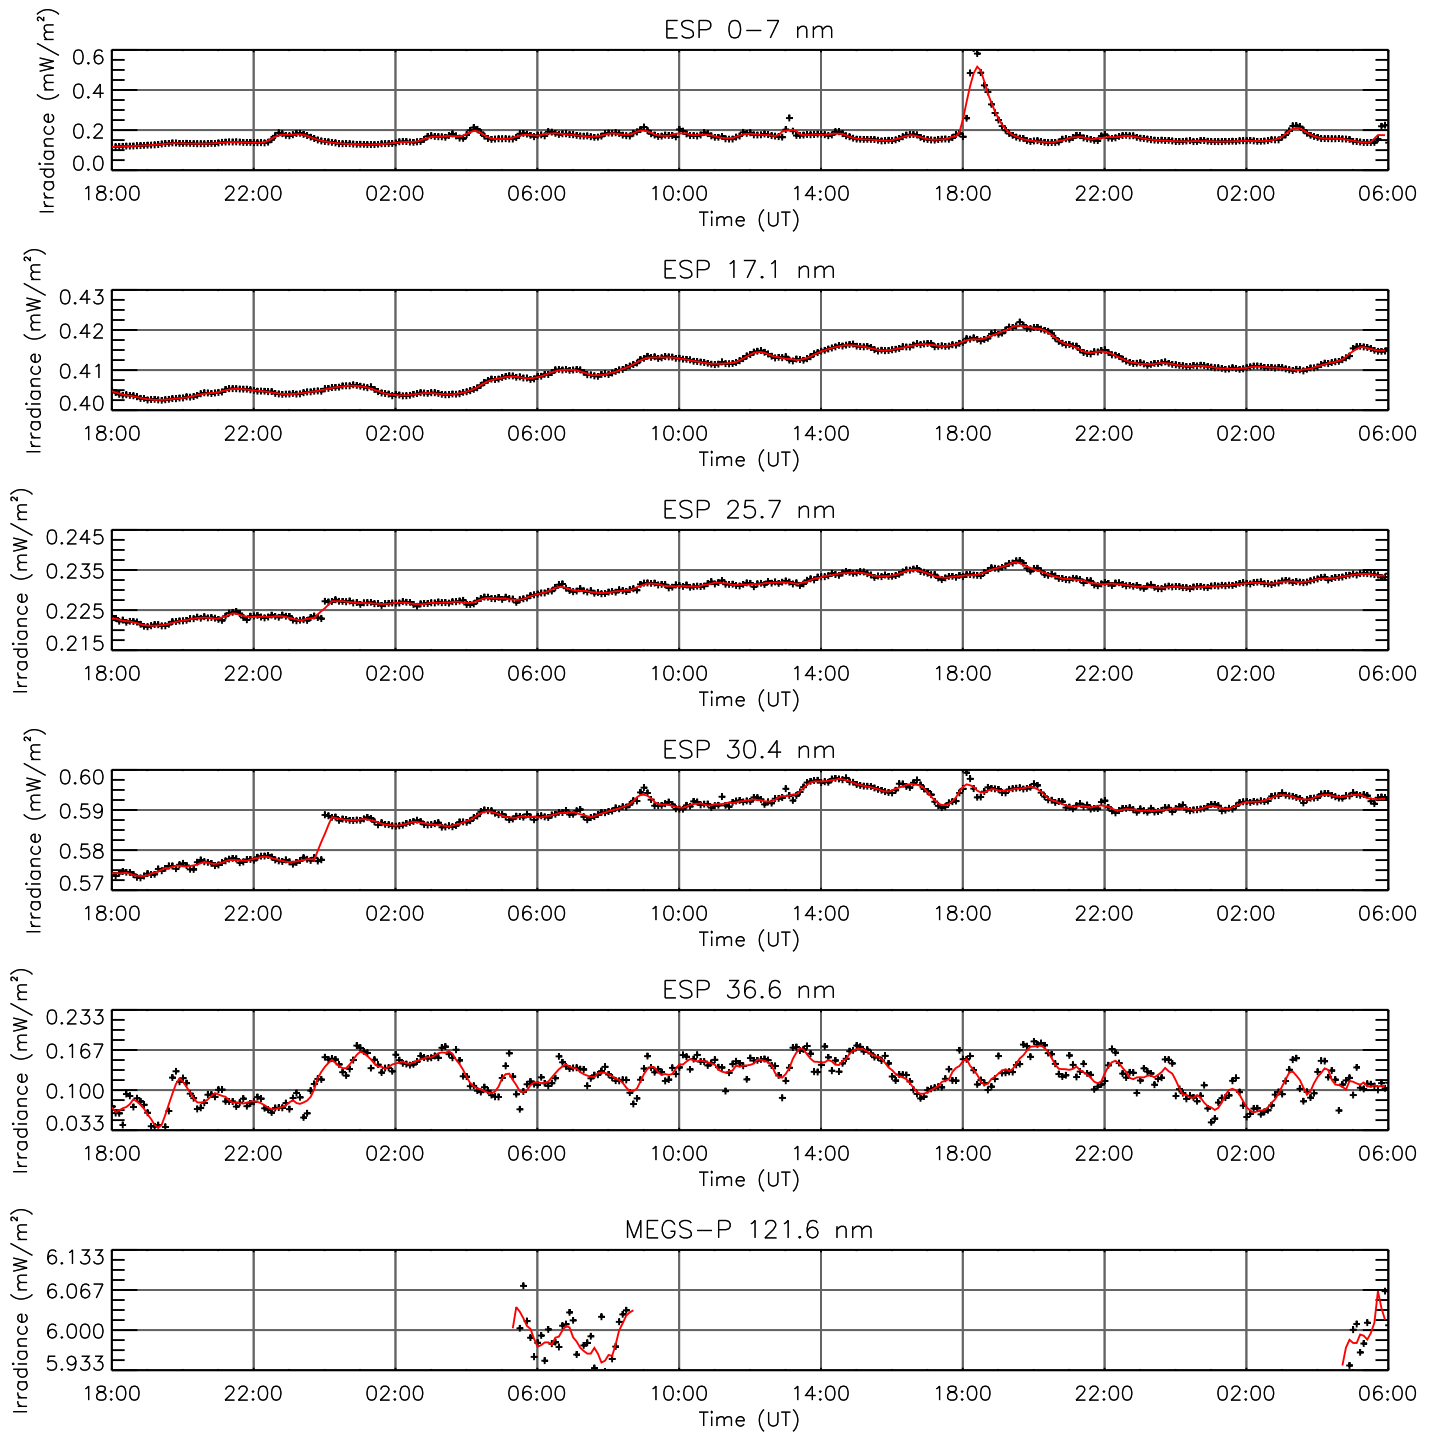 ESP 0-7 nm
Irradiance (mW/m²)
0.6
0.4
0.2
0.0
18:00 22:00 02:00 06:00 10:00 14:00 18:00 22:00 02:00 06:00
Time (UT)
ESP 17.1 nm
Irradiance (mW/m²)
0.43
0.42
0.41
0.40
18:00 22:00 02:00 06:00 10:00 14:00 18:00 22:00 02:00 06:00
Time (UT)
ESP 25.7 nm
Irradiance (mW/m²)
0.245
0.235
0.225
0.215
18:00 22:00 02:00 06:00 10:00 14:00 18:00 22:00 02:00 06:00
Time (UT)
ESP 30.4 nm
Irradiance (mW/m²)
0.60
0.59
0.58
0.57
18:00 22:00 02:00 06:00 10:00 14:00 18:00 22:00 02:00 06:00
Time (UT)
ESP 36.6 nm
Irradiance (mW/m²)
0.233
0.167
0.100
0.033
18:00 22:00 02:00 06:00 10:00 14:00 18:00 22:00 02:00 06:00
Time (UT)
MEGS-P 121.6 nm
Irradiance (mW/m²)
6.133
6.067
6.000
5.933
18:00 22:00 02:00 06:00 10:00 14:00 18:00 22:00 02:00 06:00
Time (UT)